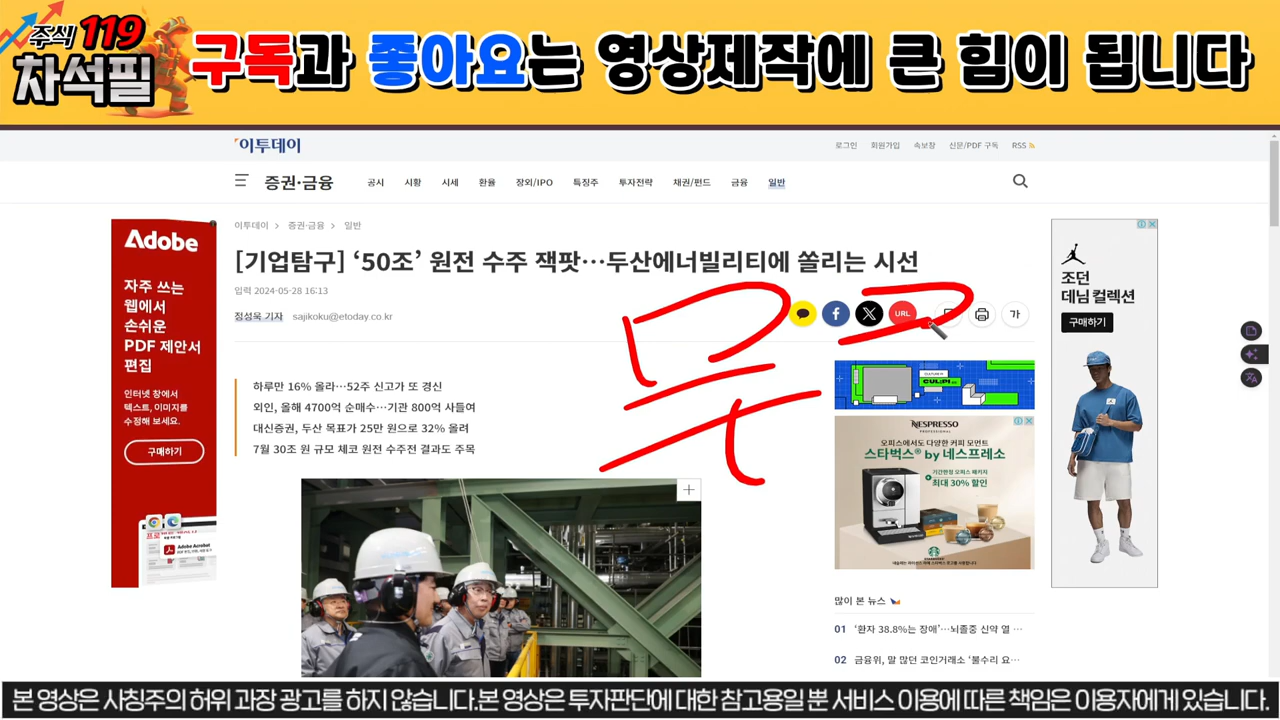 주식 119
차석필
구독과 좋아요는 영상제작에 큰 힘이 됩니다
이투데이
로그인 회원가입 속보창 신문/PDF 구독 RSS
증권·금융 공시 시황 시세 환율 장외/IPO 특징주 투자전략 채권/펀드 금융 일반
이투데이 > 증권·금융 > 일반
[기업탐구] ‘50조’ 원전 수주 잭팟…두산에너빌리티에 쏠리는 시선
입력 2024-05-28 16:13
정성욱 기자 sajikoku@etoday.co.kr
URL
가
하루만 16% 올라…52주 신고가 또 경신
외인, 올해 4700억 순매수…기관 800억 사들여
대신증권, 두산 목표가 25만 원으로 32% 올려
7월 30조 원 규모 체코 원전 수주전 결과도 주목
Adobe
자주 쓰는
웹에서
손쉬운
PDF 제안서
편집
인터넷 창에서
텍스트, 이미지를
수정해 보세요.
구매하기
Adobe Acrobat
조던
데님 컬렉션
구매하기
CUL;PI
NESPRESSO
PROFESSIONAL
오피스에서도 다양한 커피 모먼트
스타벅스® by 네스프레소
기간한정 오피스 패키지
최대 30% 할인
STARBUCKS
많이 본 뉴스
01 ‘환자 38.8%는 장애’…뇌졸중 신약 열 …
02 금융위, 말 많던 코인거래소 ‘불수리 요…
본 영상은 사칭주의 허위 과장 광고를 하지 않습니다.본 영상은 투자판단에 대한 참고용일 뿐 서비스 이용에 따른 책임은 이용자에게 있습니다.